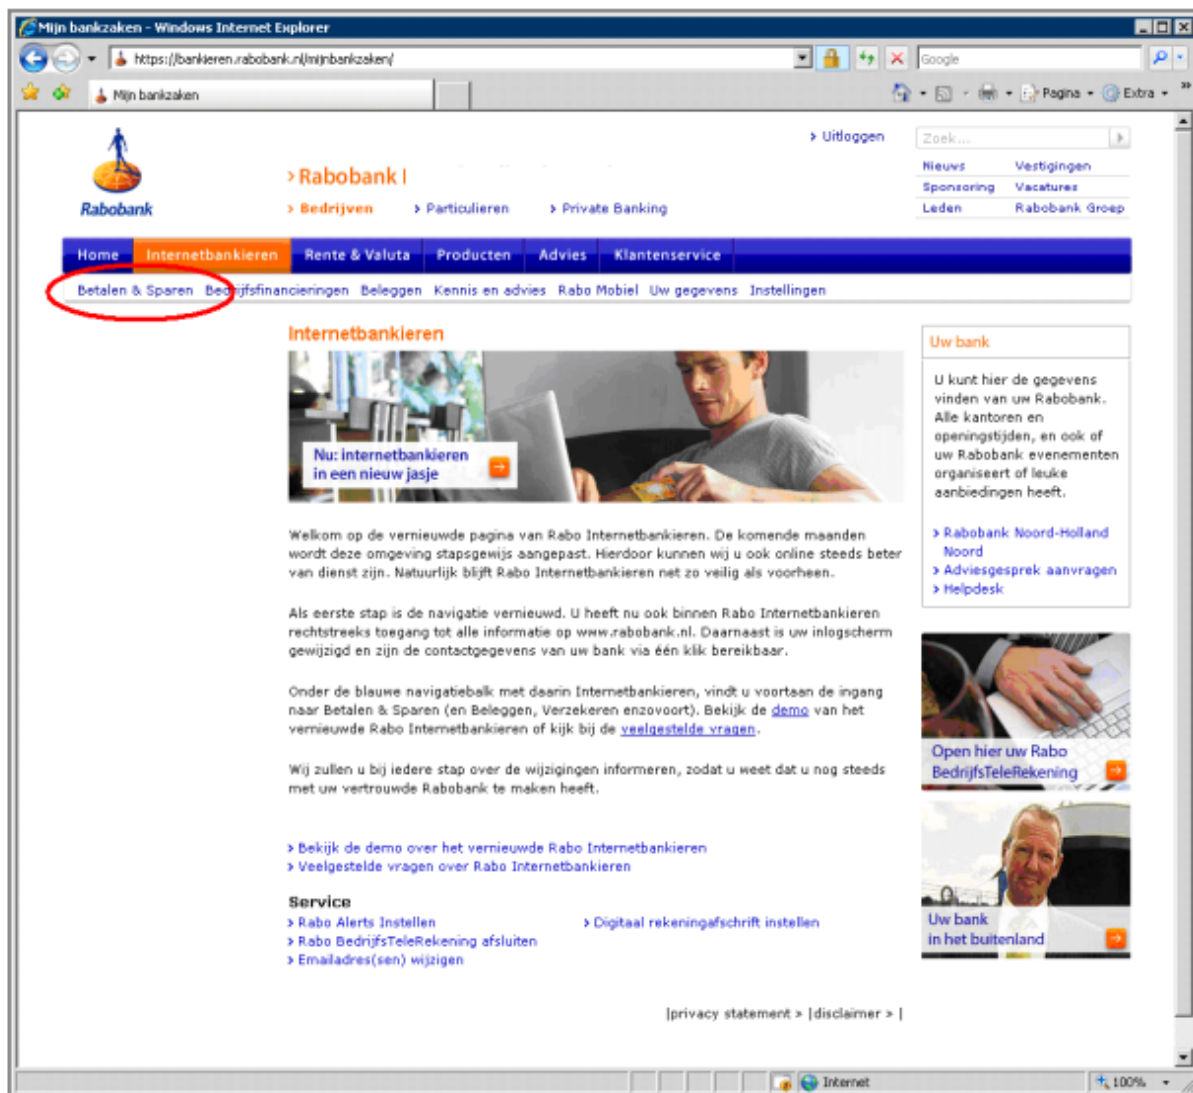 Mijn bankzaken - Windows Internet Explorer
https://bankieren.rabobank.nl/mijnbankzaken/
Google
Mijn bankzaken
Pagina
Extra
»
> Uitloggen
Zoek...
Rabobank
> Rabobank
Nieuws Vestigingen
Sponsoring Vacatures
Leden Rabobank Groep
> Bedrijven > Particulieren > Private Banking
Home Internetbankieren Rente & Valuta Producten Advies Klantenservice
Betalen & Sparen Bedrijfsfinancieringen Beleggen Kennis en advies Rabo Mobiel Uw gegevens Instellingen
Internetbankieren
Nu: internetbankieren
in een nieuw jasje
Welkom op de vernieuwde pagina van Rabo Internetbankieren. De komende maanden
wordt deze omgeving stapsgewijs aangepast. Hierdoor kunnen wij u ook online steeds beter
van dienst zijn. Natuurlijk blijft Rabo Internetbankieren net zo veilig als voorheen.
Als eerste stap is de navigatie vernieuwd. U heeft nu ook binnen Rabo Internetbankieren
rechtstreeks toegang tot alle informatie op www.rabobank.nl. Daarnaast is uw inlogscherm
gewijzigd en zijn de contactgegevens van uw bank via één klik bereikbaar.
Onder de blauwe navigatiebalk met daarin Internetbankieren, vindt u voortaan de ingang
naar Betalen & Sparen (en Beleggen, Verzekeren enzovoort). Bekijk de demo van het
vernieuwde Rabo Internetbankieren of kijk bij de veelgestelde vragen.
Wij zullen u bij iedere stap over de wijzigingen informeren, zodat u weet dat u nog steeds
met uw vertrouwde Rabobank te maken heeft.
> Bekijk de demo over het vernieuwde Rabo Internetbankieren
> Veelgestelde vragen over Rabo Internetbankieren
Service
> Rabo Alerts Instellen > Digitaal rekeningafschrift instellen
> Rabo BedrijfsTeleRekening afsluiten
> Emailadres(sen) wijzigen
Uw bank
U kunt hier de gegevens
vinden van uw Rabobank.
Alle kantoren en
openingstijden, en ook of
uw Rabobank evenementen
organiseert of leuke
aanbiedingen heeft.
> Rabobank Noord-Holland
Noord
> Adviesgesprek aanvragen
> Helpdesk
Open hier uw Rabo
BedrijfsTeleRekening
Uw bank
in het buitenland
|privacy statement > |disclaimer > |
Internet
100%